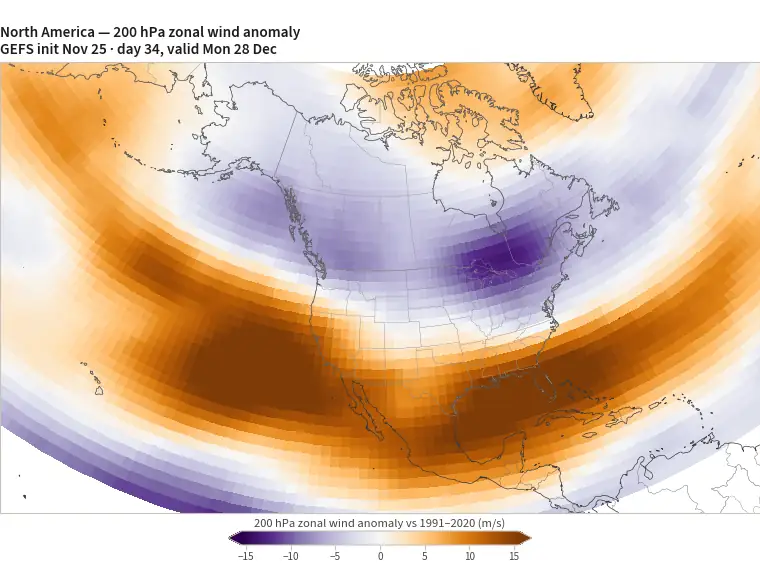 North America — 200 hPa zonal wind anomaly
GEFS init Nov 25 · day 34, valid Mon 28 Dec
200 hPa zonal wind anomaly vs 1991–2020 (m/s)
−15 −10 −5 0 5 10 15